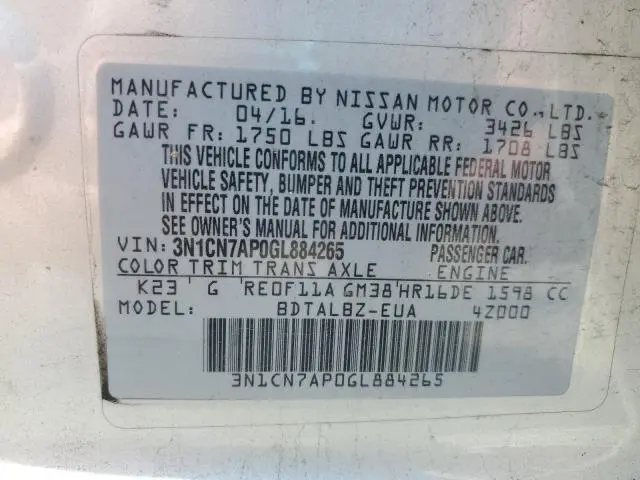 MANUFACTURED BY NISSAN MOTOR CO., LTD.
DATE: 04/16. GVWR: 3426 LBS
GAWR FR: 1750 LBS GAWR RR: 1708 LBS
THIS VEHICLE CONFORMS TO ALL APPLICABLE FEDERAL MOTOR
VEHICLE SAFETY, BUMPER AND THEFT PREVENTION STANDARDS
IN EFFECT ON THE DATE OF MANUFACTURE SHOWN ABOVE.
SEE OWNER'S MANUAL FOR ADDITIONAL INFORMATION.
VIN: 3N1CN7AP0GL884265 PASSENGER CAR.
COLOR TRIM TRANS AXLE ENGINE
K23 G RE0F11A GM38 HR16DE 1598 CC
MODEL: BDTALBZ-EUA 4Z000
3N1CN7AP0GL884265